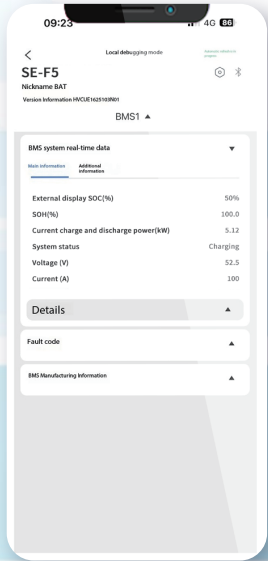 09:23
4G 86
Local debugging mode
SE-F5
Nickname BAT
Version Information HVCUE1625103N01
BMS1 ▲
BMS system real-time data ▼
Main information
Additional information
External display SOC(%) 50%
SOH(%) 100.0
Current charge and discharge power(kW) 5.12
System status Charging
Voltage (V) 52.5
Current (A) 100
Details ▲
Fault code ▲
BMS Manufacturing Information ▲